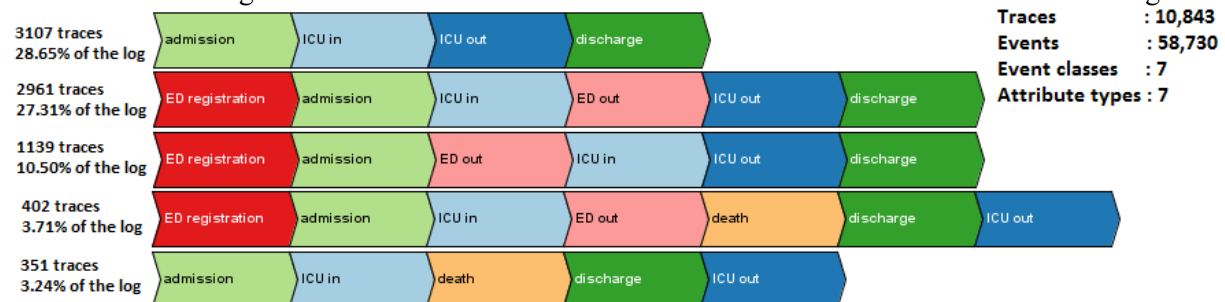 3107 traces
28.65% of the log
admission ICU in ICU out discharge
2961 traces
27.31% of the log
ED registration admission ICU in ED out ICU out discharge
1139 traces
10.50% of the log
ED registration admission ED out ICU in ICU out discharge
402 traces
3.71% of the log
ED registration admission ICU in ED out death discharge ICU out
351 traces
3.24% of the log
admission ICU in death discharge ICU out
Traces : 10,843
Events : 58,730
Event classes : 7
Attribute types : 7